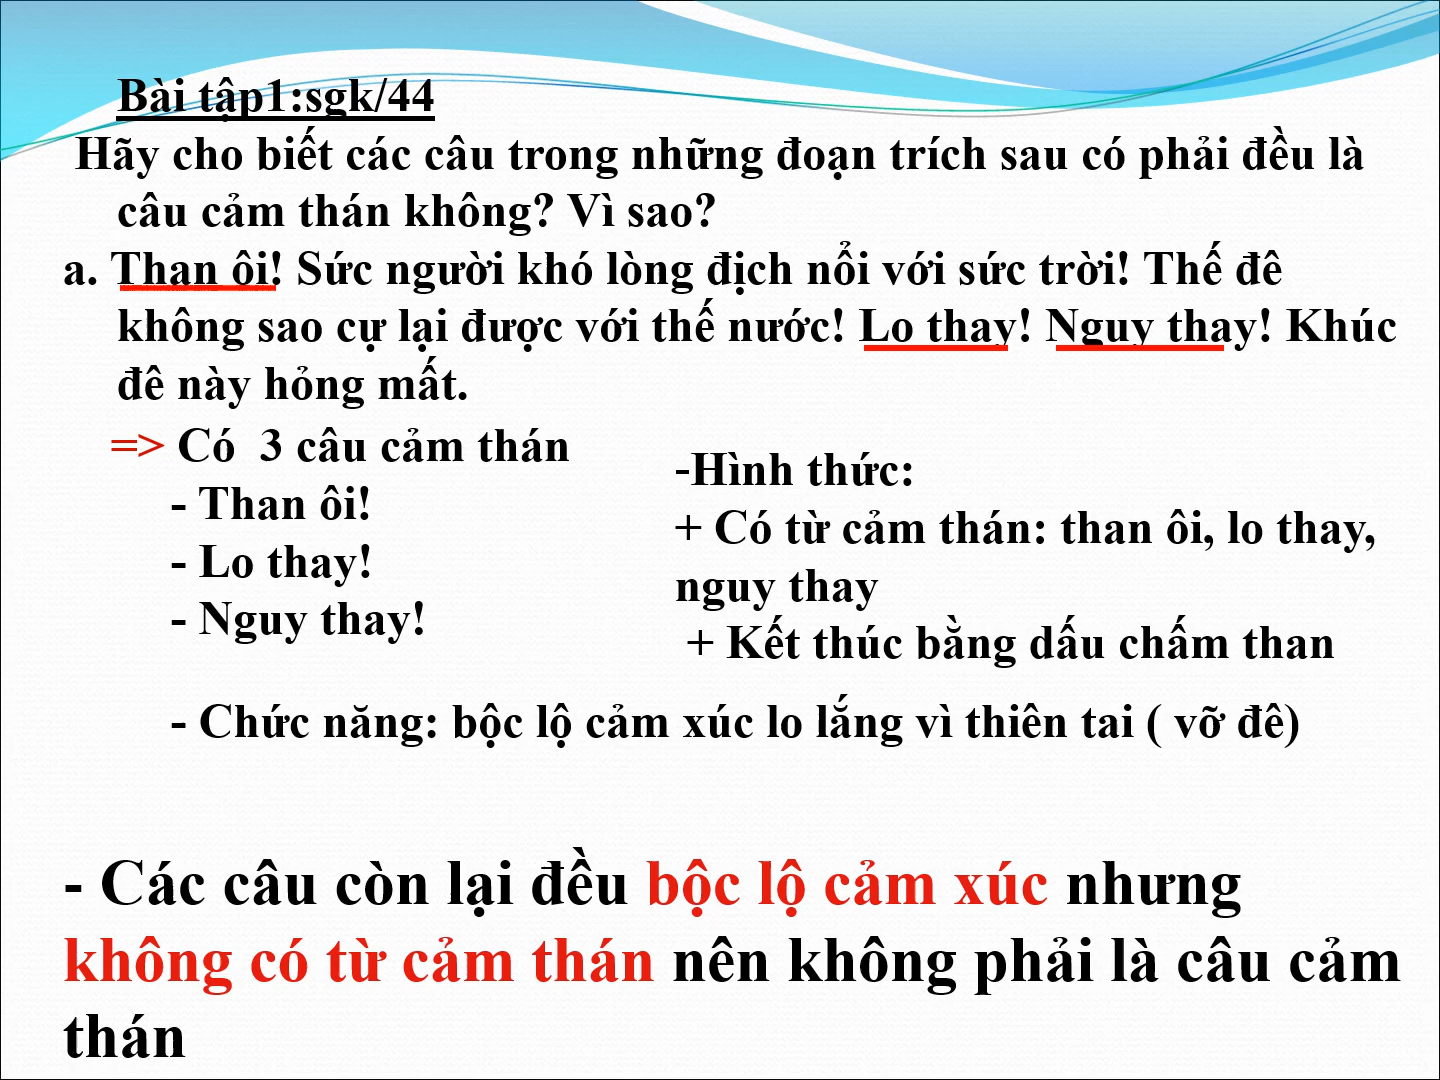 Bài tập1:sgk/44
Hãy cho biết các câu trong những đoạn trích sau có phải đều là
câu cảm thán không? Vì sao?
a. Than ôi! Sức người khó lòng địch nổi với sức trời! Thế đê
không sao cự lại được với thế nước! Lo thay! Nguy thay! Khúc
đê này hỏng mất.
=> Có 3 câu cảm thán
- Than ôi!
- Lo thay!
- Nguy thay!
-Hình thức:
+ Có từ cảm thán: than ôi, lo thay,
nguy thay
+ Kết thúc bằng dấu chấm than
- Chức năng: bộc lộ cảm xúc lo lắng vì thiên tai ( vỡ đê)
- Các câu còn lại đều bộc lộ cảm xúc nhưng
không có từ cảm thán nên không phải là câu cảm
thán